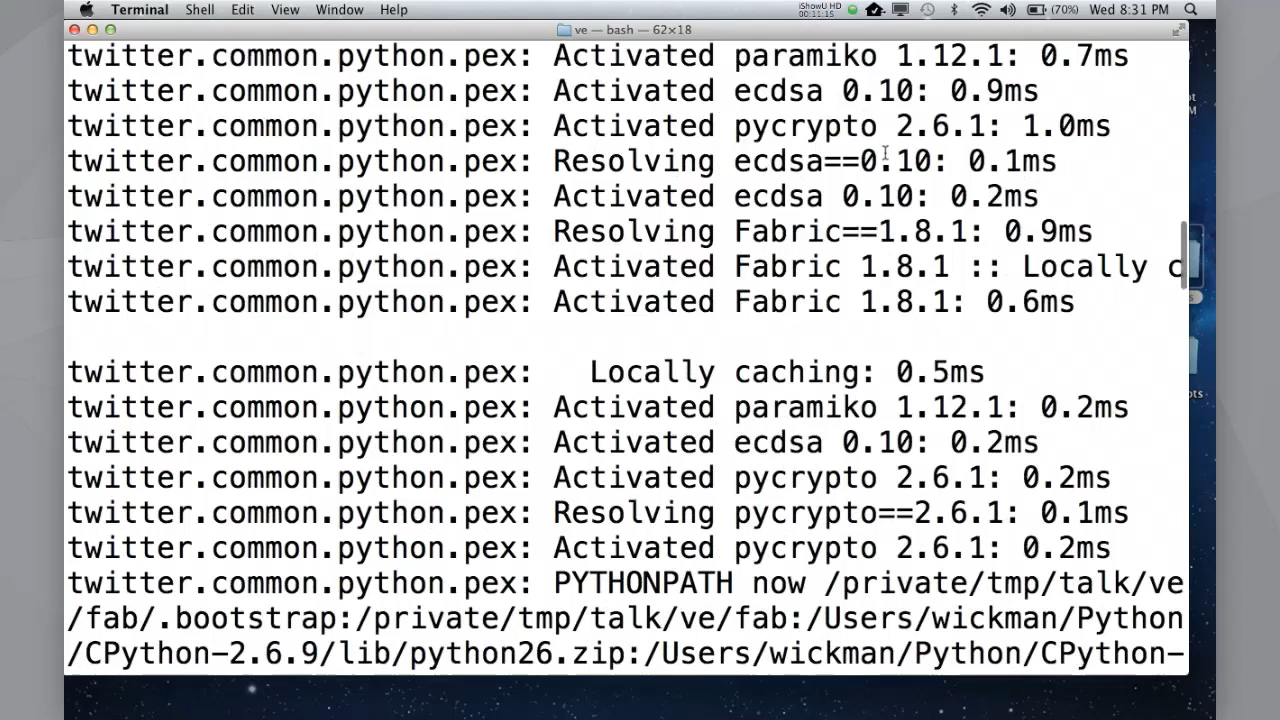 Terminal Shell Edit View Window Help iShowU HD 00:11:15 (70%) Wed 8:31 PM
ve — bash — 62×18
twitter.common.python.pex: Activated paramiko 1.12.1: 0.7ms
twitter.common.python.pex: Activated ecdsa 0.10: 0.9ms
twitter.common.python.pex: Activated pycrypto 2.6.1: 1.0ms
twitter.common.python.pex: Resolving ecdsa==0.10: 0.1ms
twitter.common.python.pex: Activated ecdsa 0.10: 0.2ms
twitter.common.python.pex: Resolving Fabric==1.8.1: 0.9ms
twitter.common.python.pex: Activated Fabric 1.8.1 :: Locally c
twitter.common.python.pex: Activated Fabric 1.8.1: 0.6ms
twitter.common.python.pex:   Locally caching: 0.5ms
twitter.common.python.pex: Activated paramiko 1.12.1: 0.2ms
twitter.common.python.pex: Activated ecdsa 0.10: 0.2ms
twitter.common.python.pex: Activated pycrypto 2.6.1: 0.2ms
twitter.common.python.pex: Resolving pycrypto==2.6.1: 0.1ms
twitter.common.python.pex: Activated pycrypto 2.6.1: 0.2ms
twitter.common.python.pex: PYTHONPATH now /private/tmp/talk/ve
/fab/.bootstrap:/private/tmp/talk/ve/fab:/Users/wickman/Python
/CPython-2.6.9/lib/python26.zip:/Users/wickman/Python/CPython-